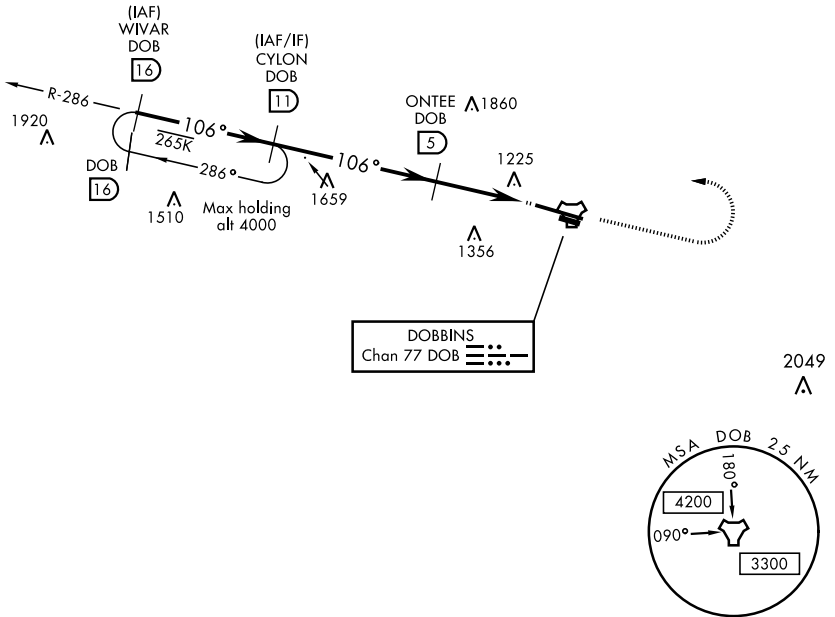 (IAF)
WIVAR
DOB
16
(IAF/IF)
CYLON
DOB
11
ONTEE
DOB
5
1860
R-286
1920
106°
265K
106°
1225
DOB
16
286°
1510
Max holding
alt 4000
1659
1356
DOBBINS
Chan 77 DOB
2049
MSA DOB 25 NM
180°
4200
090°
3300